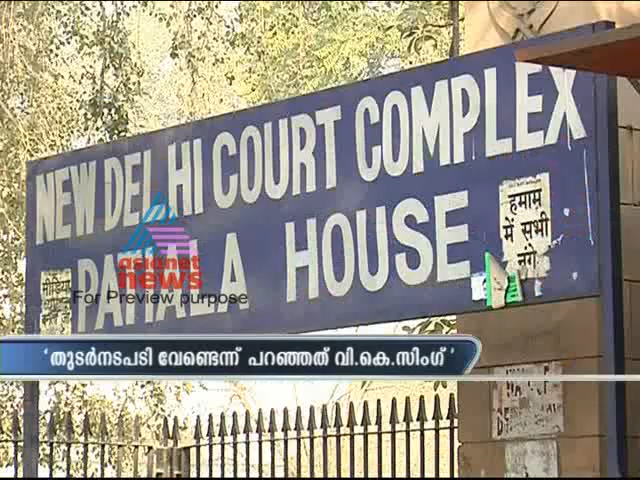 NEW DELHI COURT COMPLEX
PATIALA HOUSE
हमाम
में सभी
नंगे
asianet
news
For Preview purpose
‘തുടർനടപടി വേണ്ടെന്ന് പറഞ്ഞത് വി.കെ.സിംഗ്’